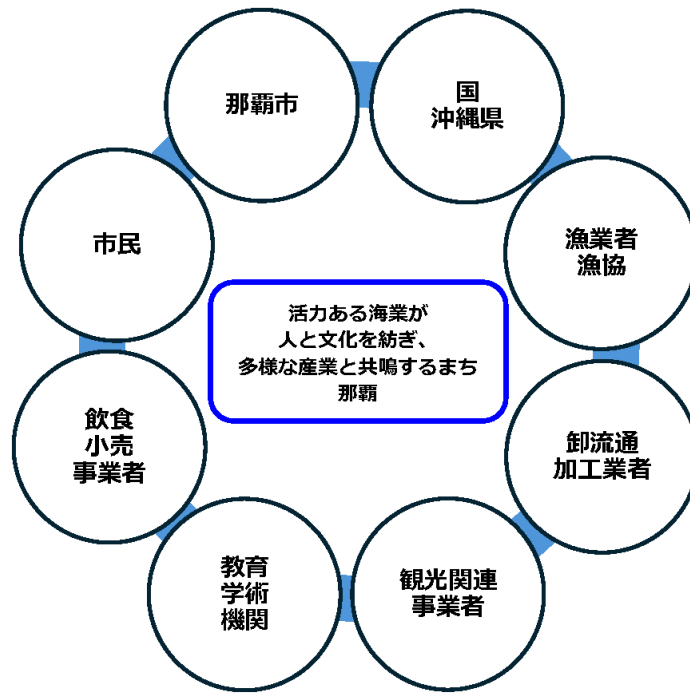 那覇市
国
沖縄県
市民
漁業者
漁協
活力ある海業が
人と文化を紡ぎ、
多様な産業と共鳴するまち
那覇
飲食
小売
事業者
卸流通
加工業者
教育
学術
機関
観光関連
事業者